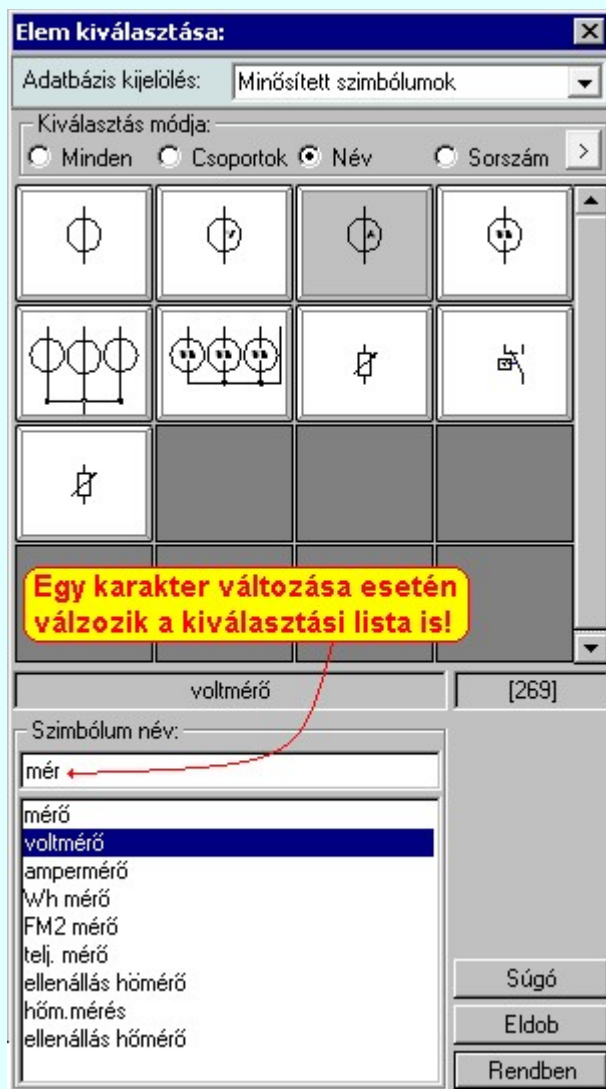 Elem kiválasztása:
Adatbázis kijelölés: Minősített szimbólumok
Kiválasztás módja:
Minden Csoportok Név Sorszám >
V A
Egy karakter változása esetén
válzozik a kiválasztási lista is!
voltmérő [269]
Szimbólum név:
mér
mérő
voltmérő
ampermérő
Wh mérő
FM2 mérő
telj. mérő
ellenállás hömérő
hőm.mérés
ellenállás hőmérő
Súgó
Eldob
Rendben